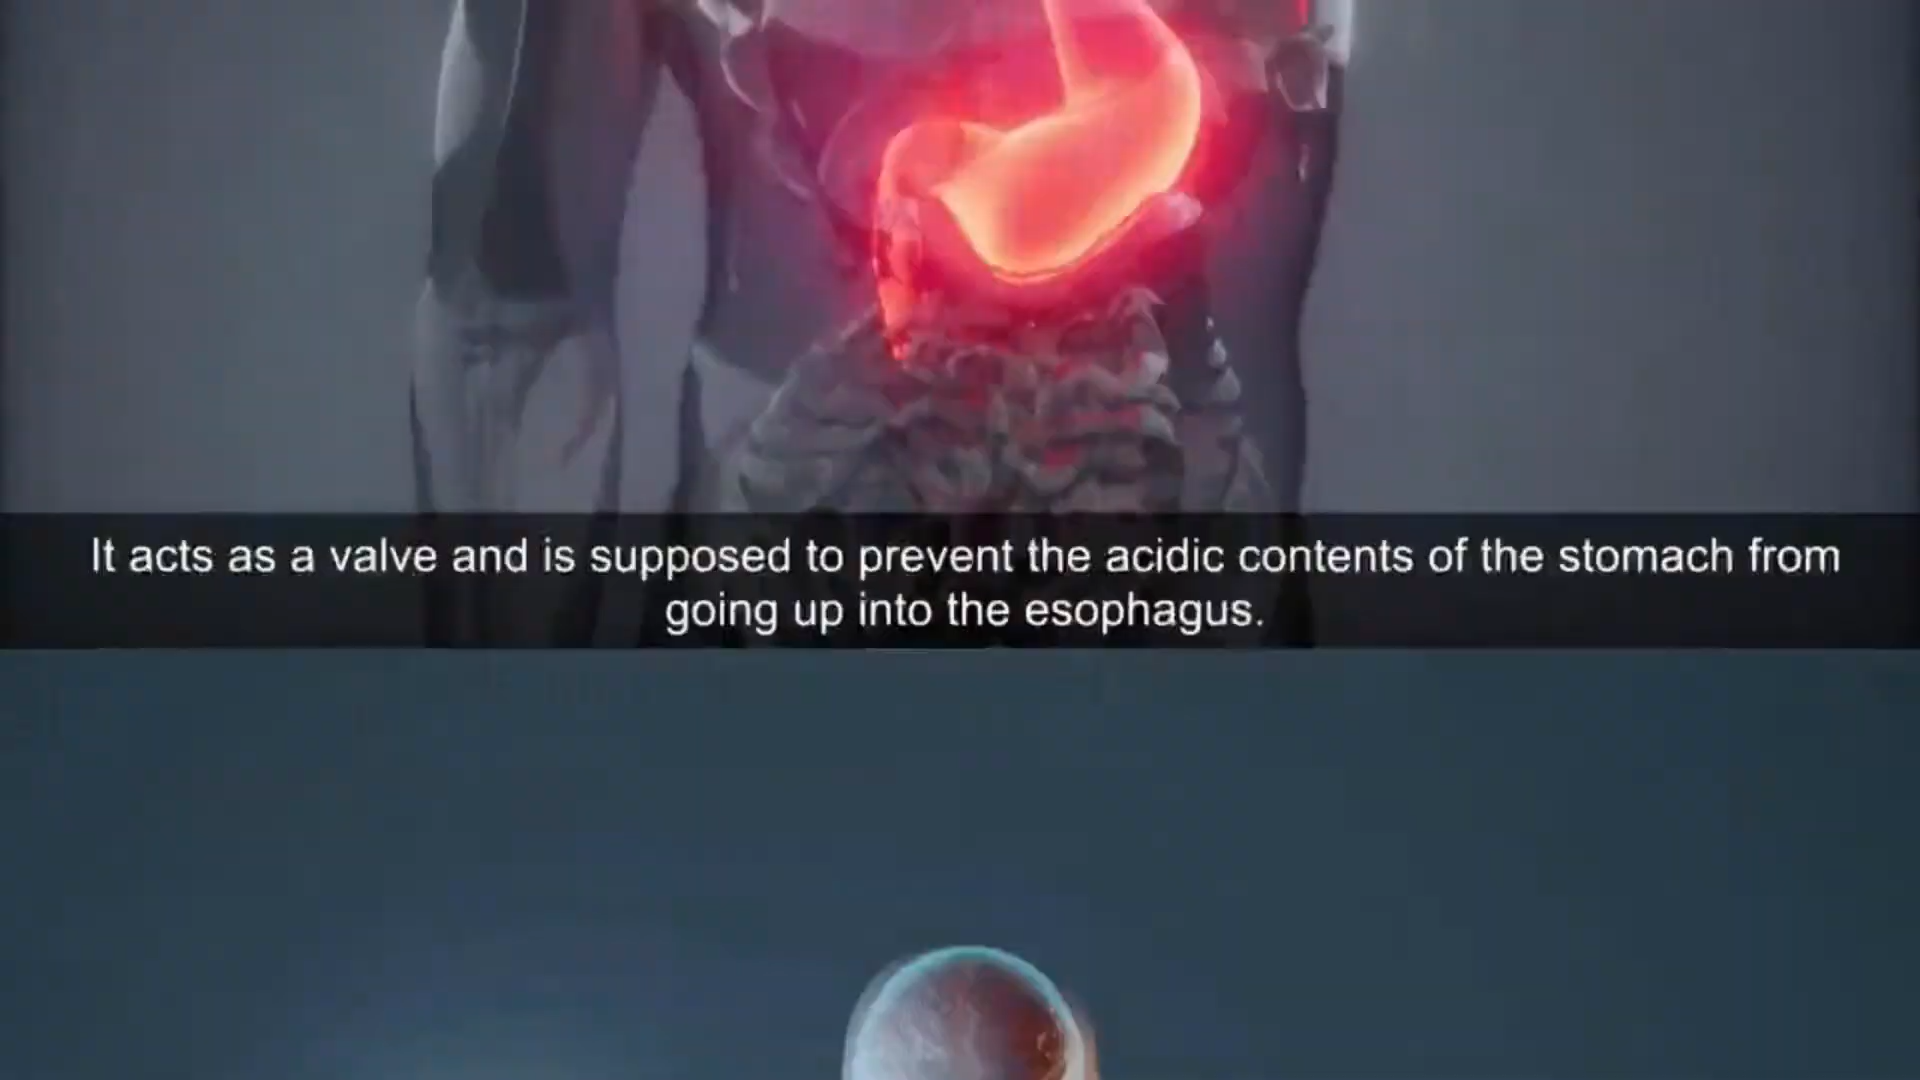 It acts as a valve and is supposed to prevent the acidic contents of the stomach from
going up into the esophagus.